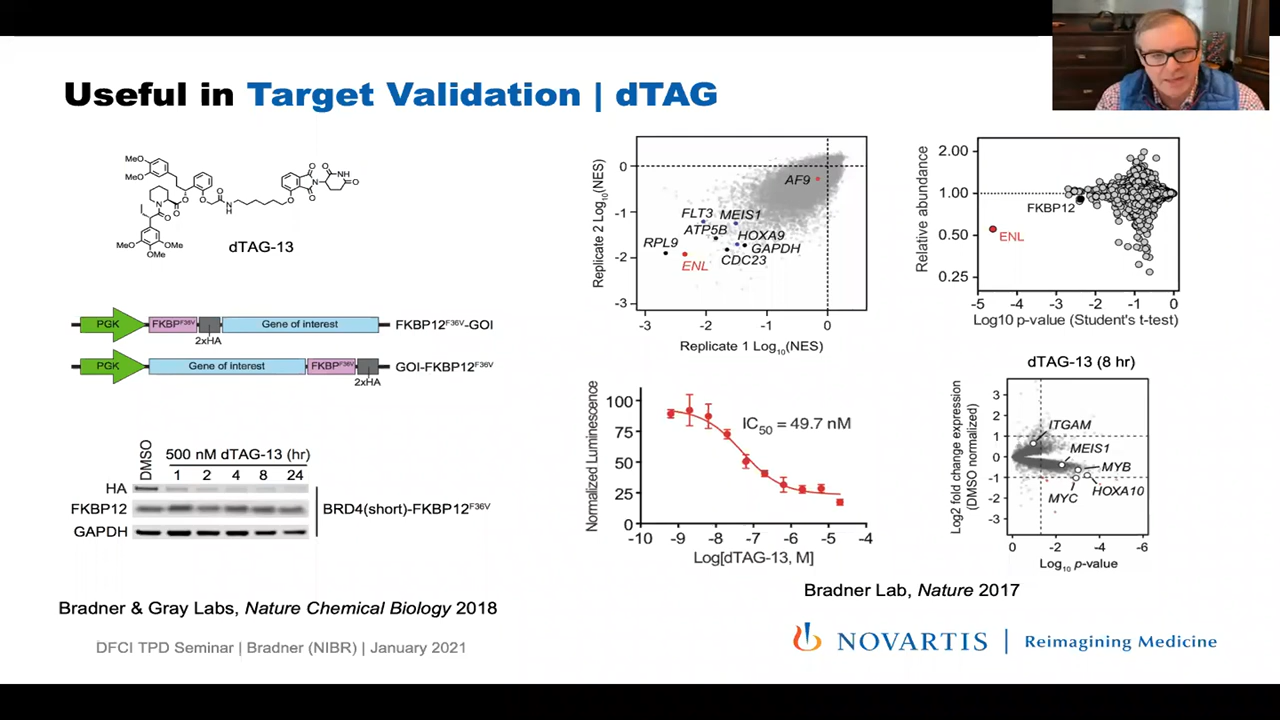 Useful in Target Validation | dTAG
MeO
MeO
N
O
O
O
O
O
N
H
O
O
O
N
O
NH
O
O
MeO
MeO
OMe
dTAG-13
PGK
FKBPF36V
2xHA
Gene of interest
FKBP12F36V-GOI
PGK
Gene of interest
FKBPF36V
2xHA
GOI-FKBP12F36V
DMSO
500 nM dTAG-13 (hr)
1 2 4 8 24
HA
FKBP12
GAPDH
BRD4(short)-FKBP12F36V
Bradner & Gray Labs, Nature Chemical Biology 2018
Replicate 2 Log10(NES)
0
-1
-2
-3
AF9
FLT3
MEIS1
ATP5B
HOXA9
RPL9
GAPDH
CDC23
ENL
-3 -2 -1 0
Replicate 1 Log10(NES)
Relative abundance
2.00
1.00
0.50
0.25
FKBP12
ENL
-5 -4 -3 -2 -1 0
Log10 p-value (Student's t-test)
Normalized Luminescence
100
75
50
25
0
IC50 = 49.7 nM
-10 -9 -8 -7 -6 -5 -4
Log[dTAG-13, M]
dTAG-13 (8 hr)
Log2 fold change expression
(DMSO normalized)
3
2
1
0
-1
-2
-3
ITGAM
MEIS1
MYB
MYC
HOXA10
0 -2 -4 -6
Log10 p-value
Bradner Lab, Nature 2017
DFCI TPD Seminar | Bradner (NIBR) | January 2021
NOVARTIS | Reimagining Medicine